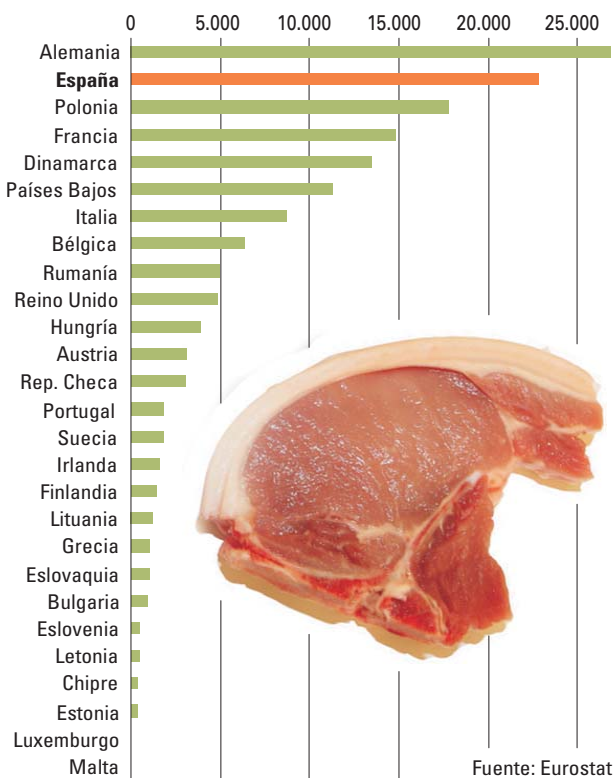 0 5.000 10.000 15.000 20.000 25.000
Alemania
España
Polonia
Francia
Dinamarca
Países Bajos
Italia
Bélgica
Rumanía
Reino Unido
Hungría
Austria
Rep. Checa
Portugal
Suecia
Irlanda
Finlandia
Lituania
Grecia
Eslovaquia
Bulgaria
Eslovenia
Letonia
Chipre
Estonia
Luxemburgo
Malta
Fuente: Eurostat